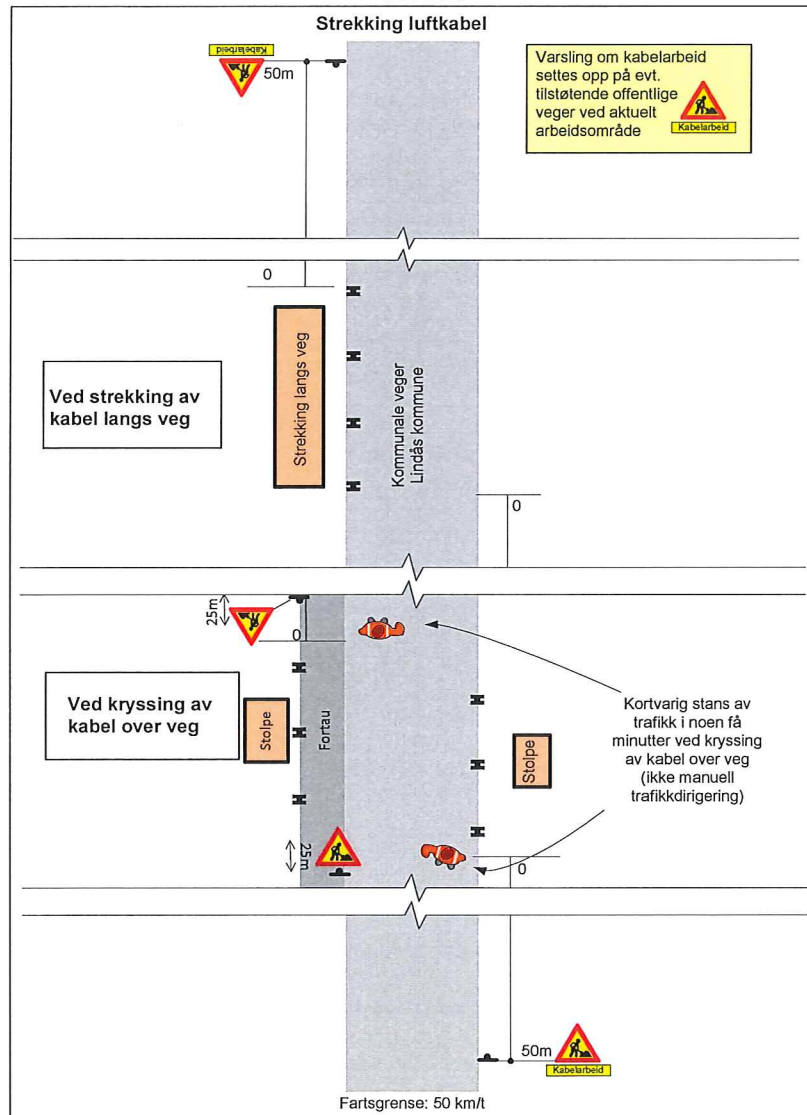 Strekking luftkabel
Kabelarbeid
50m
Varsling om kabelarbeid
settes opp på evt.
tilstøtende offentlige
veger ved aktuelt
arbeidsområde
Kabelarbeid
0
Ved strekking av
kabel langs veg
Strekking langs veg
Kommunale veger
Lindås kommune
0
25m
0
Ved kryssing av
kabel over veg
Stolpe
Fortau
Stolpe
Kortvarig stans av
trafikk i noen få
minutter ved kryssing
av kabel over veg
(ikke manuell
trafikkdirigering)
25m
0
50m
Kabelarbeid
Fartsgrense: 50 km/t